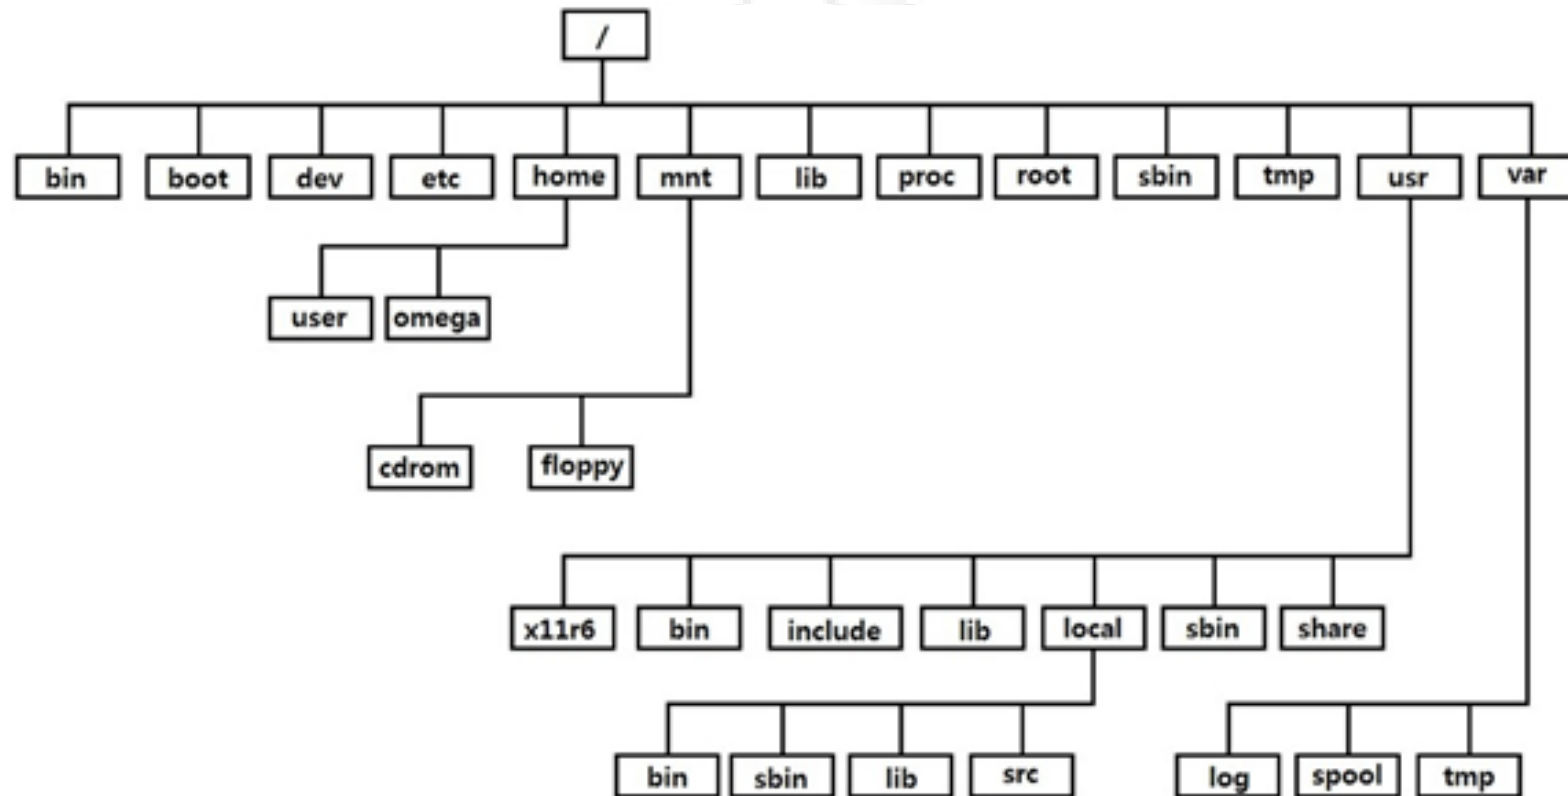 /
bin boot dev etc home mnt lib proc root sbin tmp usr var
user omega
cdrom floppy
x11r6 bin include lib local sbin share
bin sbin lib src log spool tmp